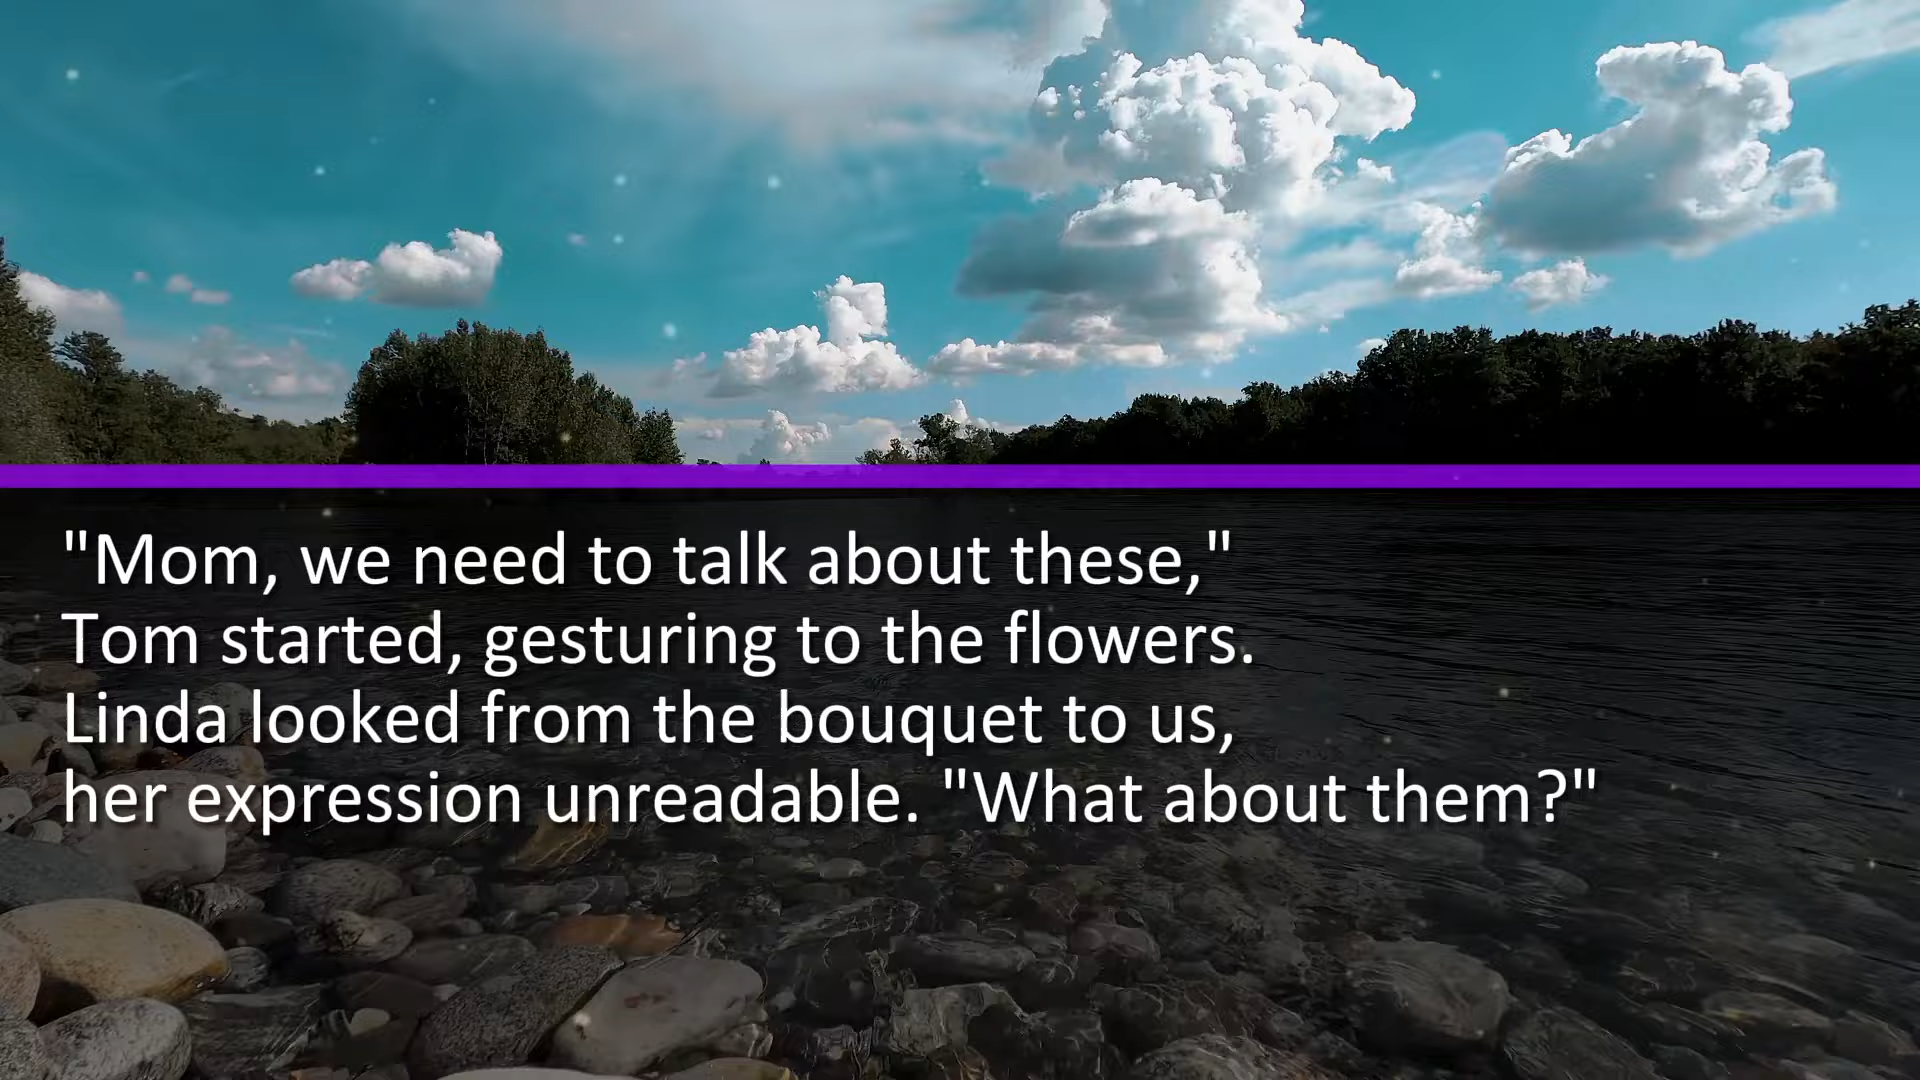 "Mom, we need to talk about these,"
Tom started, gesturing to the flowers.
Linda looked from the bouquet to us,
her expression unreadable. "What about them?"